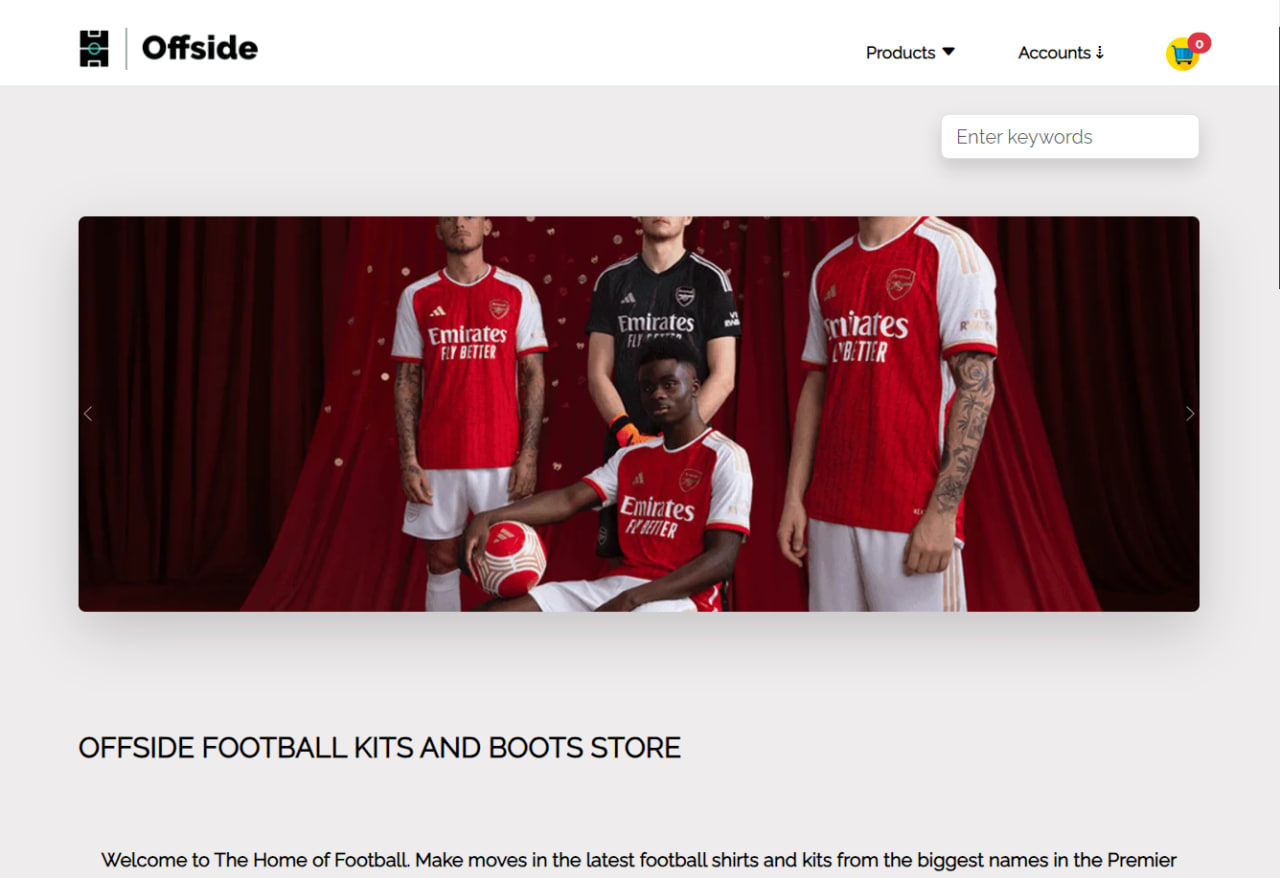 Offside
Products
Accounts
0
Enter keywords
Emirates
FLY BETTER
Emirates
FLY BETTER
Emirates
FLY BETTER
Emirates
FLY BETTER
OFFSIDE FOOTBALL KITS AND BOOTS STORE
Welcome to The Home of Football. Make moves in the latest football shirts and kits from the biggest names in the Premier